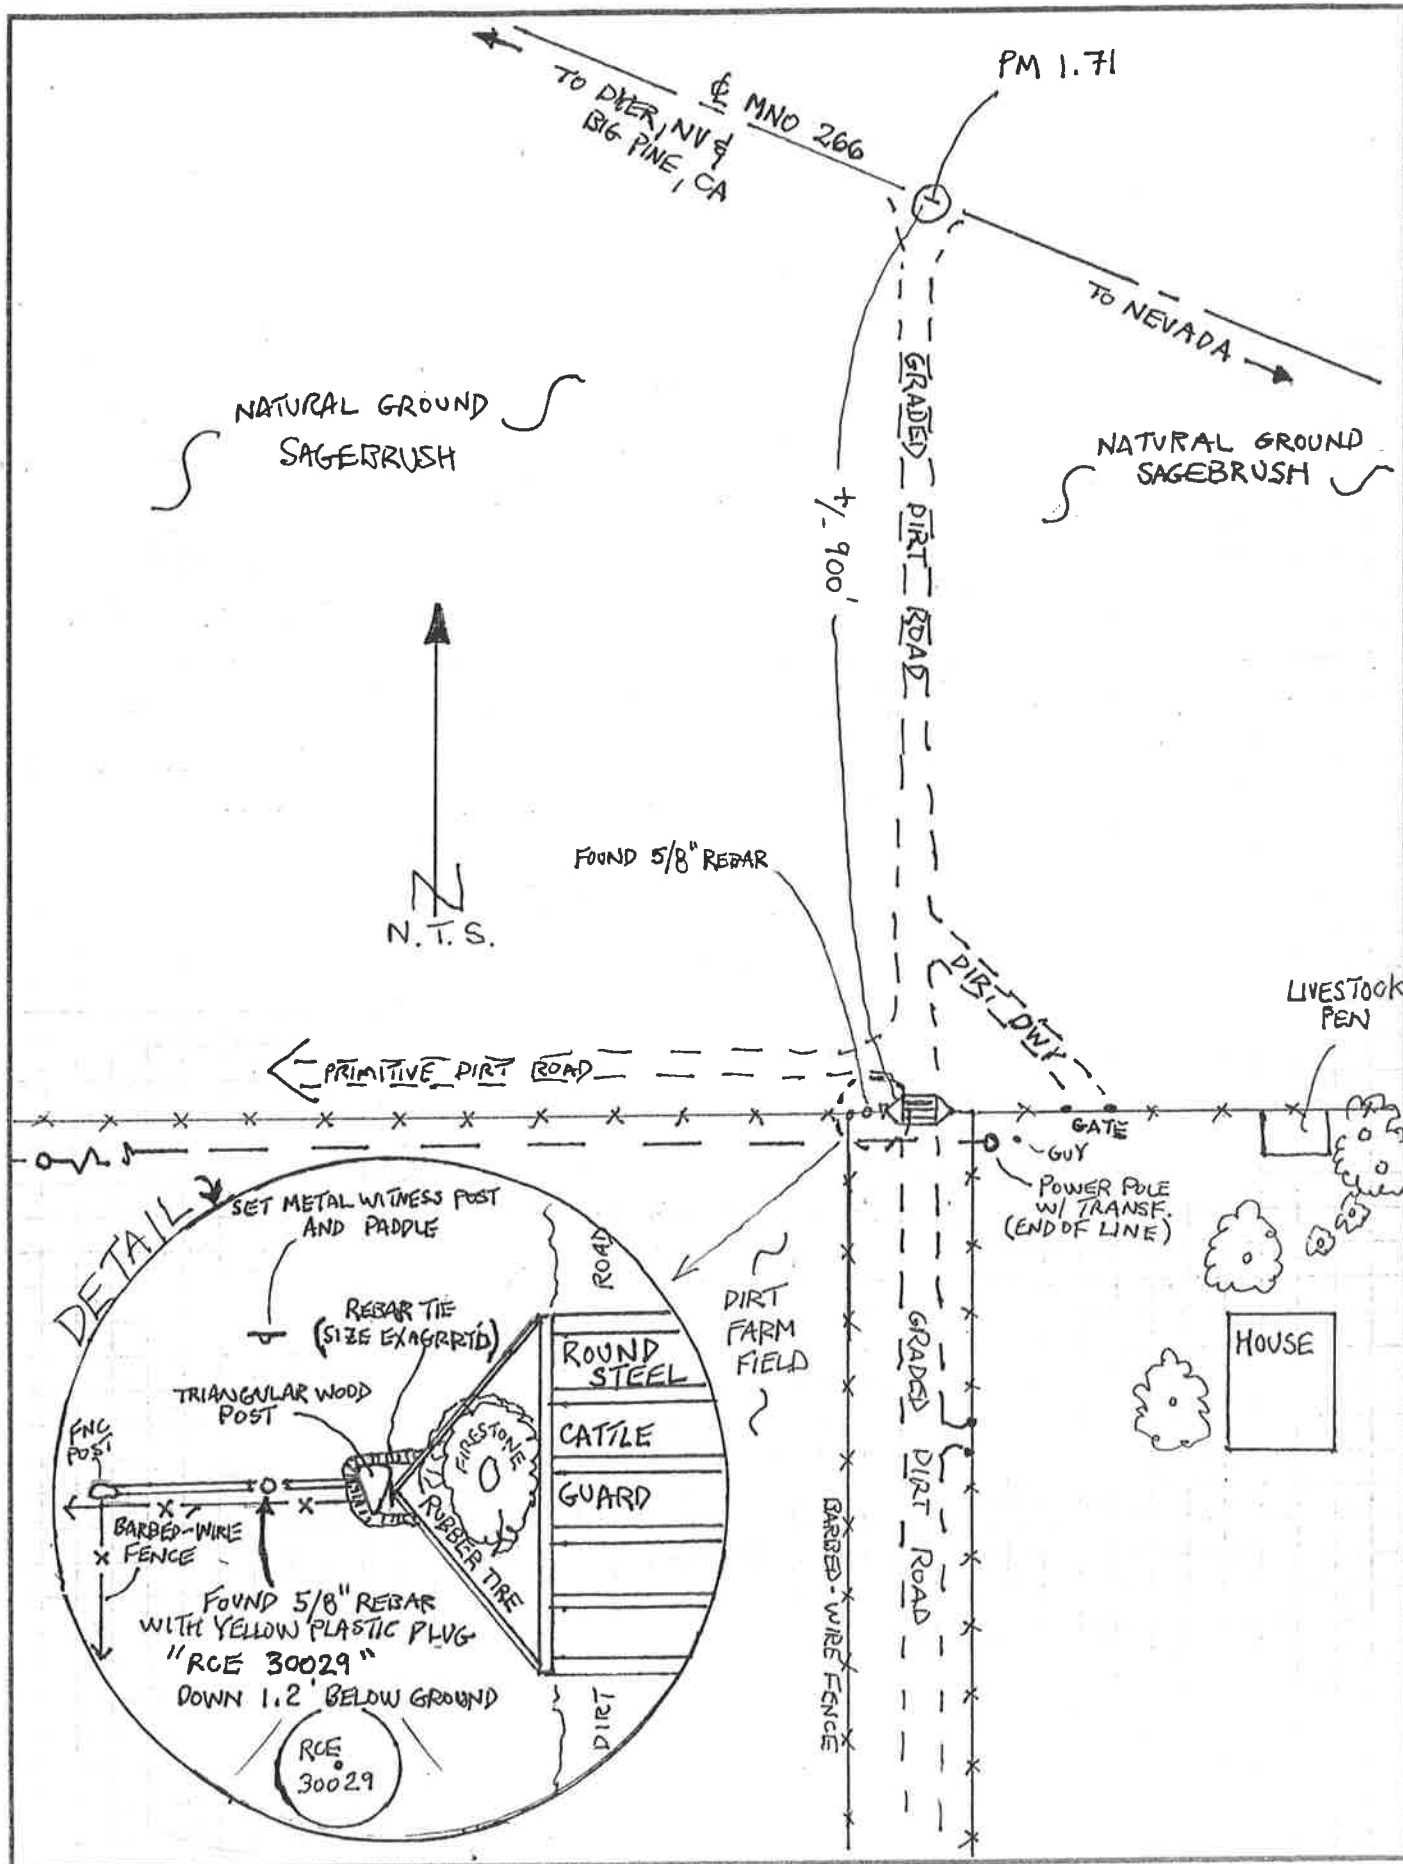 PM 1.71
℄ MNO 266
TO DYER, NV &
BIG PINE, CA
TO NEVADA
NATURAL GROUND
SAGEBRUSH
NATURAL GROUND
SAGEBRUSH
GRADED DIRT ROAD
+/- 900'
N
N.T.S.
FOUND 5/8" REBAR
DIRT DWY
LIVESTOCK
PEN
PRIMITIVE DIRT ROAD
GATE
GUY
POWER POLE
W/ TRANSF.
(END OF LINE)
HOUSE
DIRT
FARM
FIELD
GRADED DIRT ROAD
BARBED-WIRE FENCE
DETAIL
SET METAL WITNESS POST
AND PADDLE
ROAD
REBAR TIE
(SIZE EXAGRRT'D)
ROUND
STEEL
CATTLE
GUARD
TRIANGULAR WOOD
POST
FIRESTONE
RUBBER TIRE
FNC
POST
BARBED-WIRE
FENCE
FOUND 5/8" REBAR
WITH YELLOW PLASTIC PLUG
"RCE 30029"
DOWN 1.2' BELOW GROUND
DIRT
RCE
30029